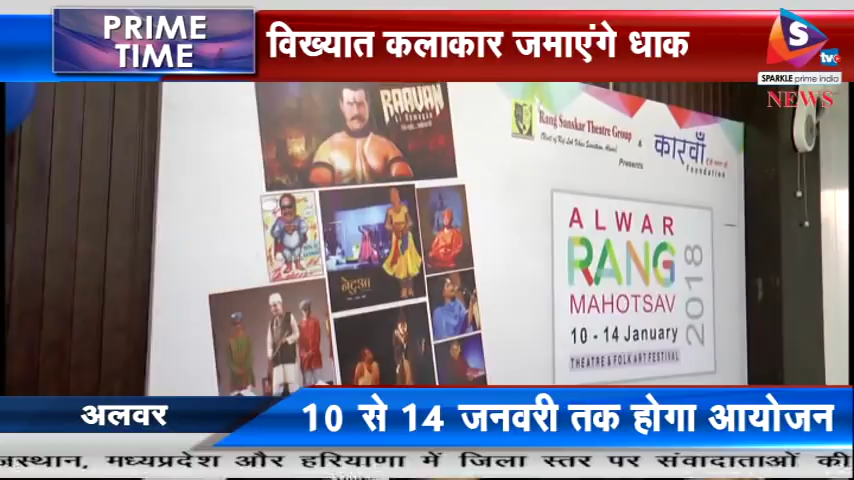 PRIME
TIME
विख्यात कलाकार जमाएंगे धाक
S
tv
SPARKLE prime india
NEWS
RAAVAN
Rang Sanskar Theatre Group
&
कारवाँ
Foundation
Presents
ALWAR
RANG
MAHOTSAV
2018
10 - 14 January
THEATRE & FOLK ART FESTIVAL
नेटुआ
अलवर
10 से 14 जनवरी तक होगा आयोजन
जस्थान, मध्यप्रदेश और हरियाणा में जिला स्तर पर संवादाताओं की